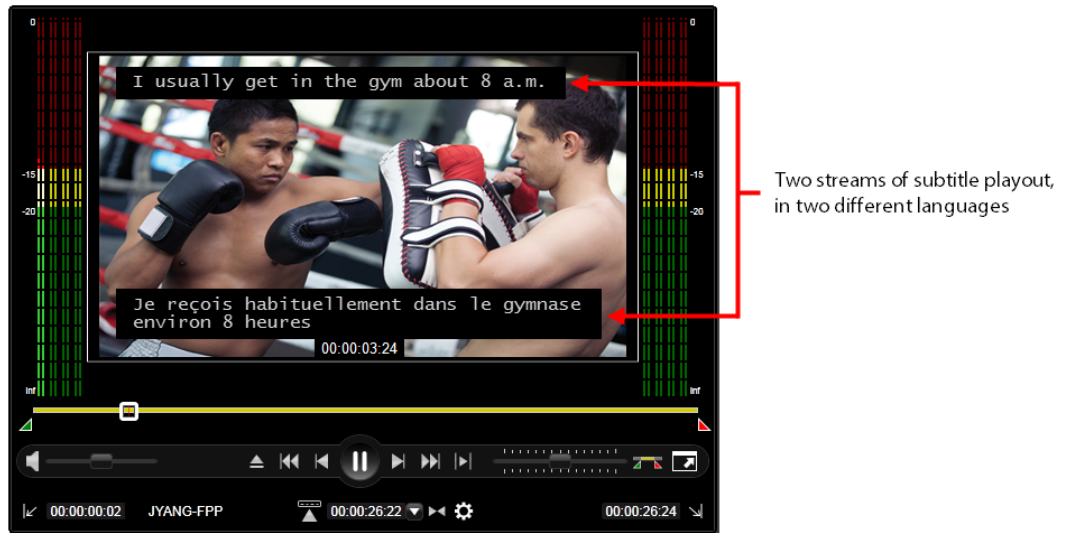 0
0
I usually get in the gym about 8 a.m.
-15
-15
Two streams of subtitle playout,
in two different languages
-20
-20
Je reçois habituellement dans le gymnase
environ 8 heures
00:00:03:24
Inf
Inf
00:00:00:02
JYANG-FPP
00:00:26:22
00:00:26:24